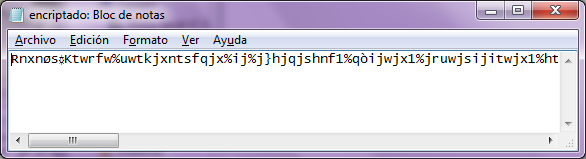 encriptado: Bloc de notas
Archivo Edición Formato Ver Ayuda
Rnxnøs⣿Ktwrfw%uwtkjxntsfqjx%ij%j}hjqjshnf1%qòijwjx1%jruwjsijitwjx1%ht